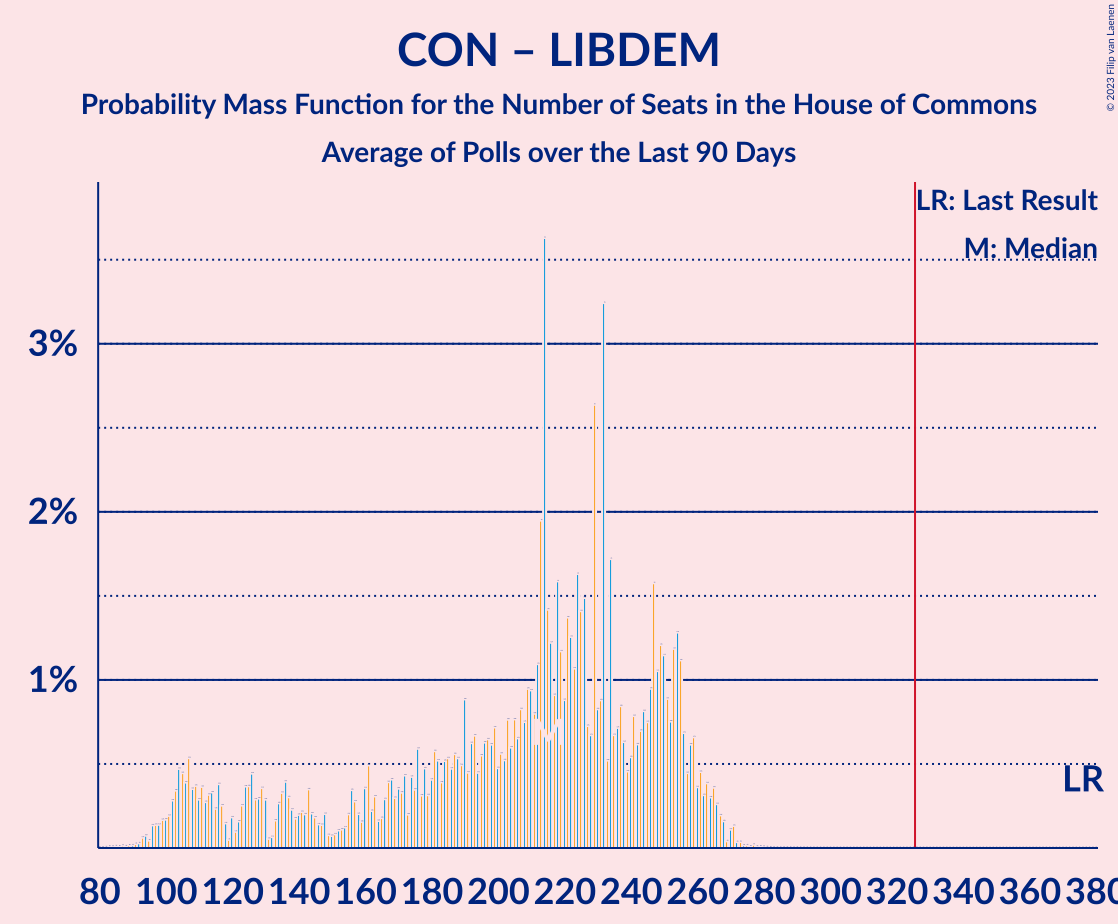 © 2023 Filip van Laenen
CON – LIBDEM
Probability Mass Function for the Number of Seats in the House of Commons
Average of Polls over the Last 90 Days
LR: Last Result
M: Median
3%
2%
1%
LR
80 100 120 140 160 180 200 220 240 260 280 300 320 340 360 380